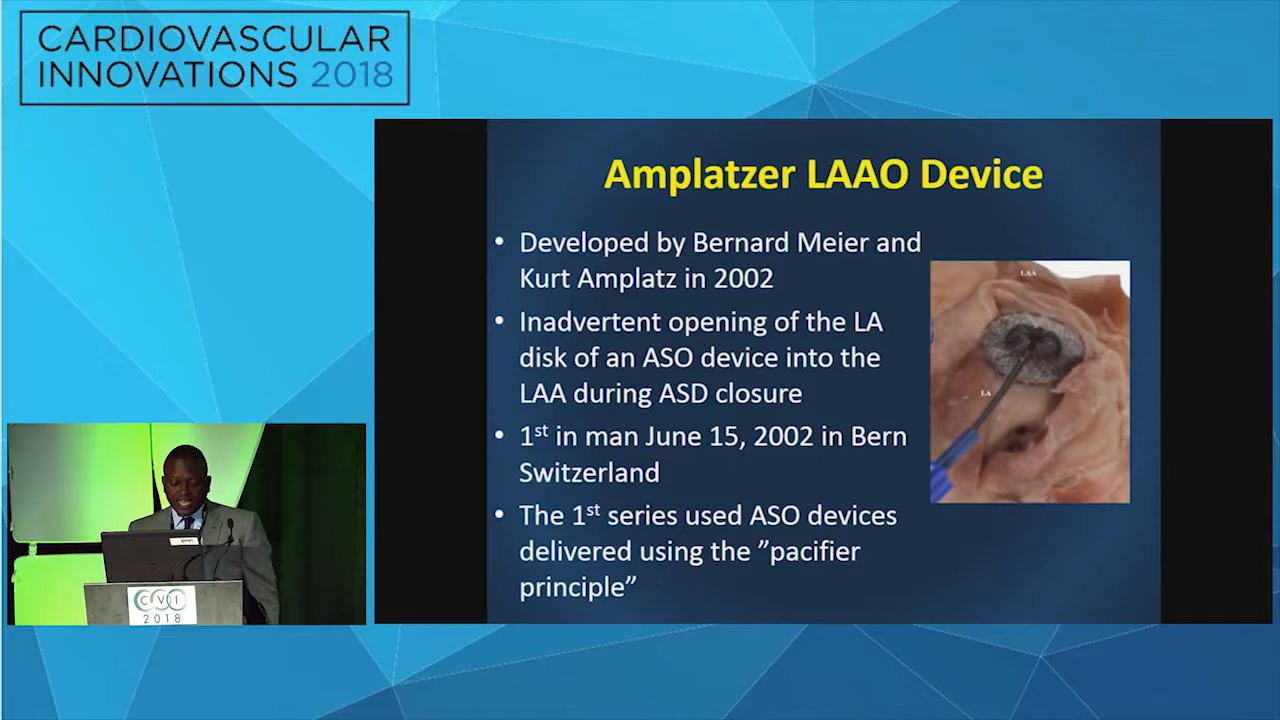 CARDIOVASCULAR
INNOVATIONS 2018
Amplatzer LAAO Device
• Developed by Bernard Meier and
Kurt Amplatz in 2002
• Inadvertent opening of the LA
disk of an ASO device into the
LAA during ASD closure
• 1st in man June 15, 2002 in Bern
Switzerland
• The 1st series used ASO devices
delivered using the ”pacifier
principle”
LAA
LA
CVI
2018